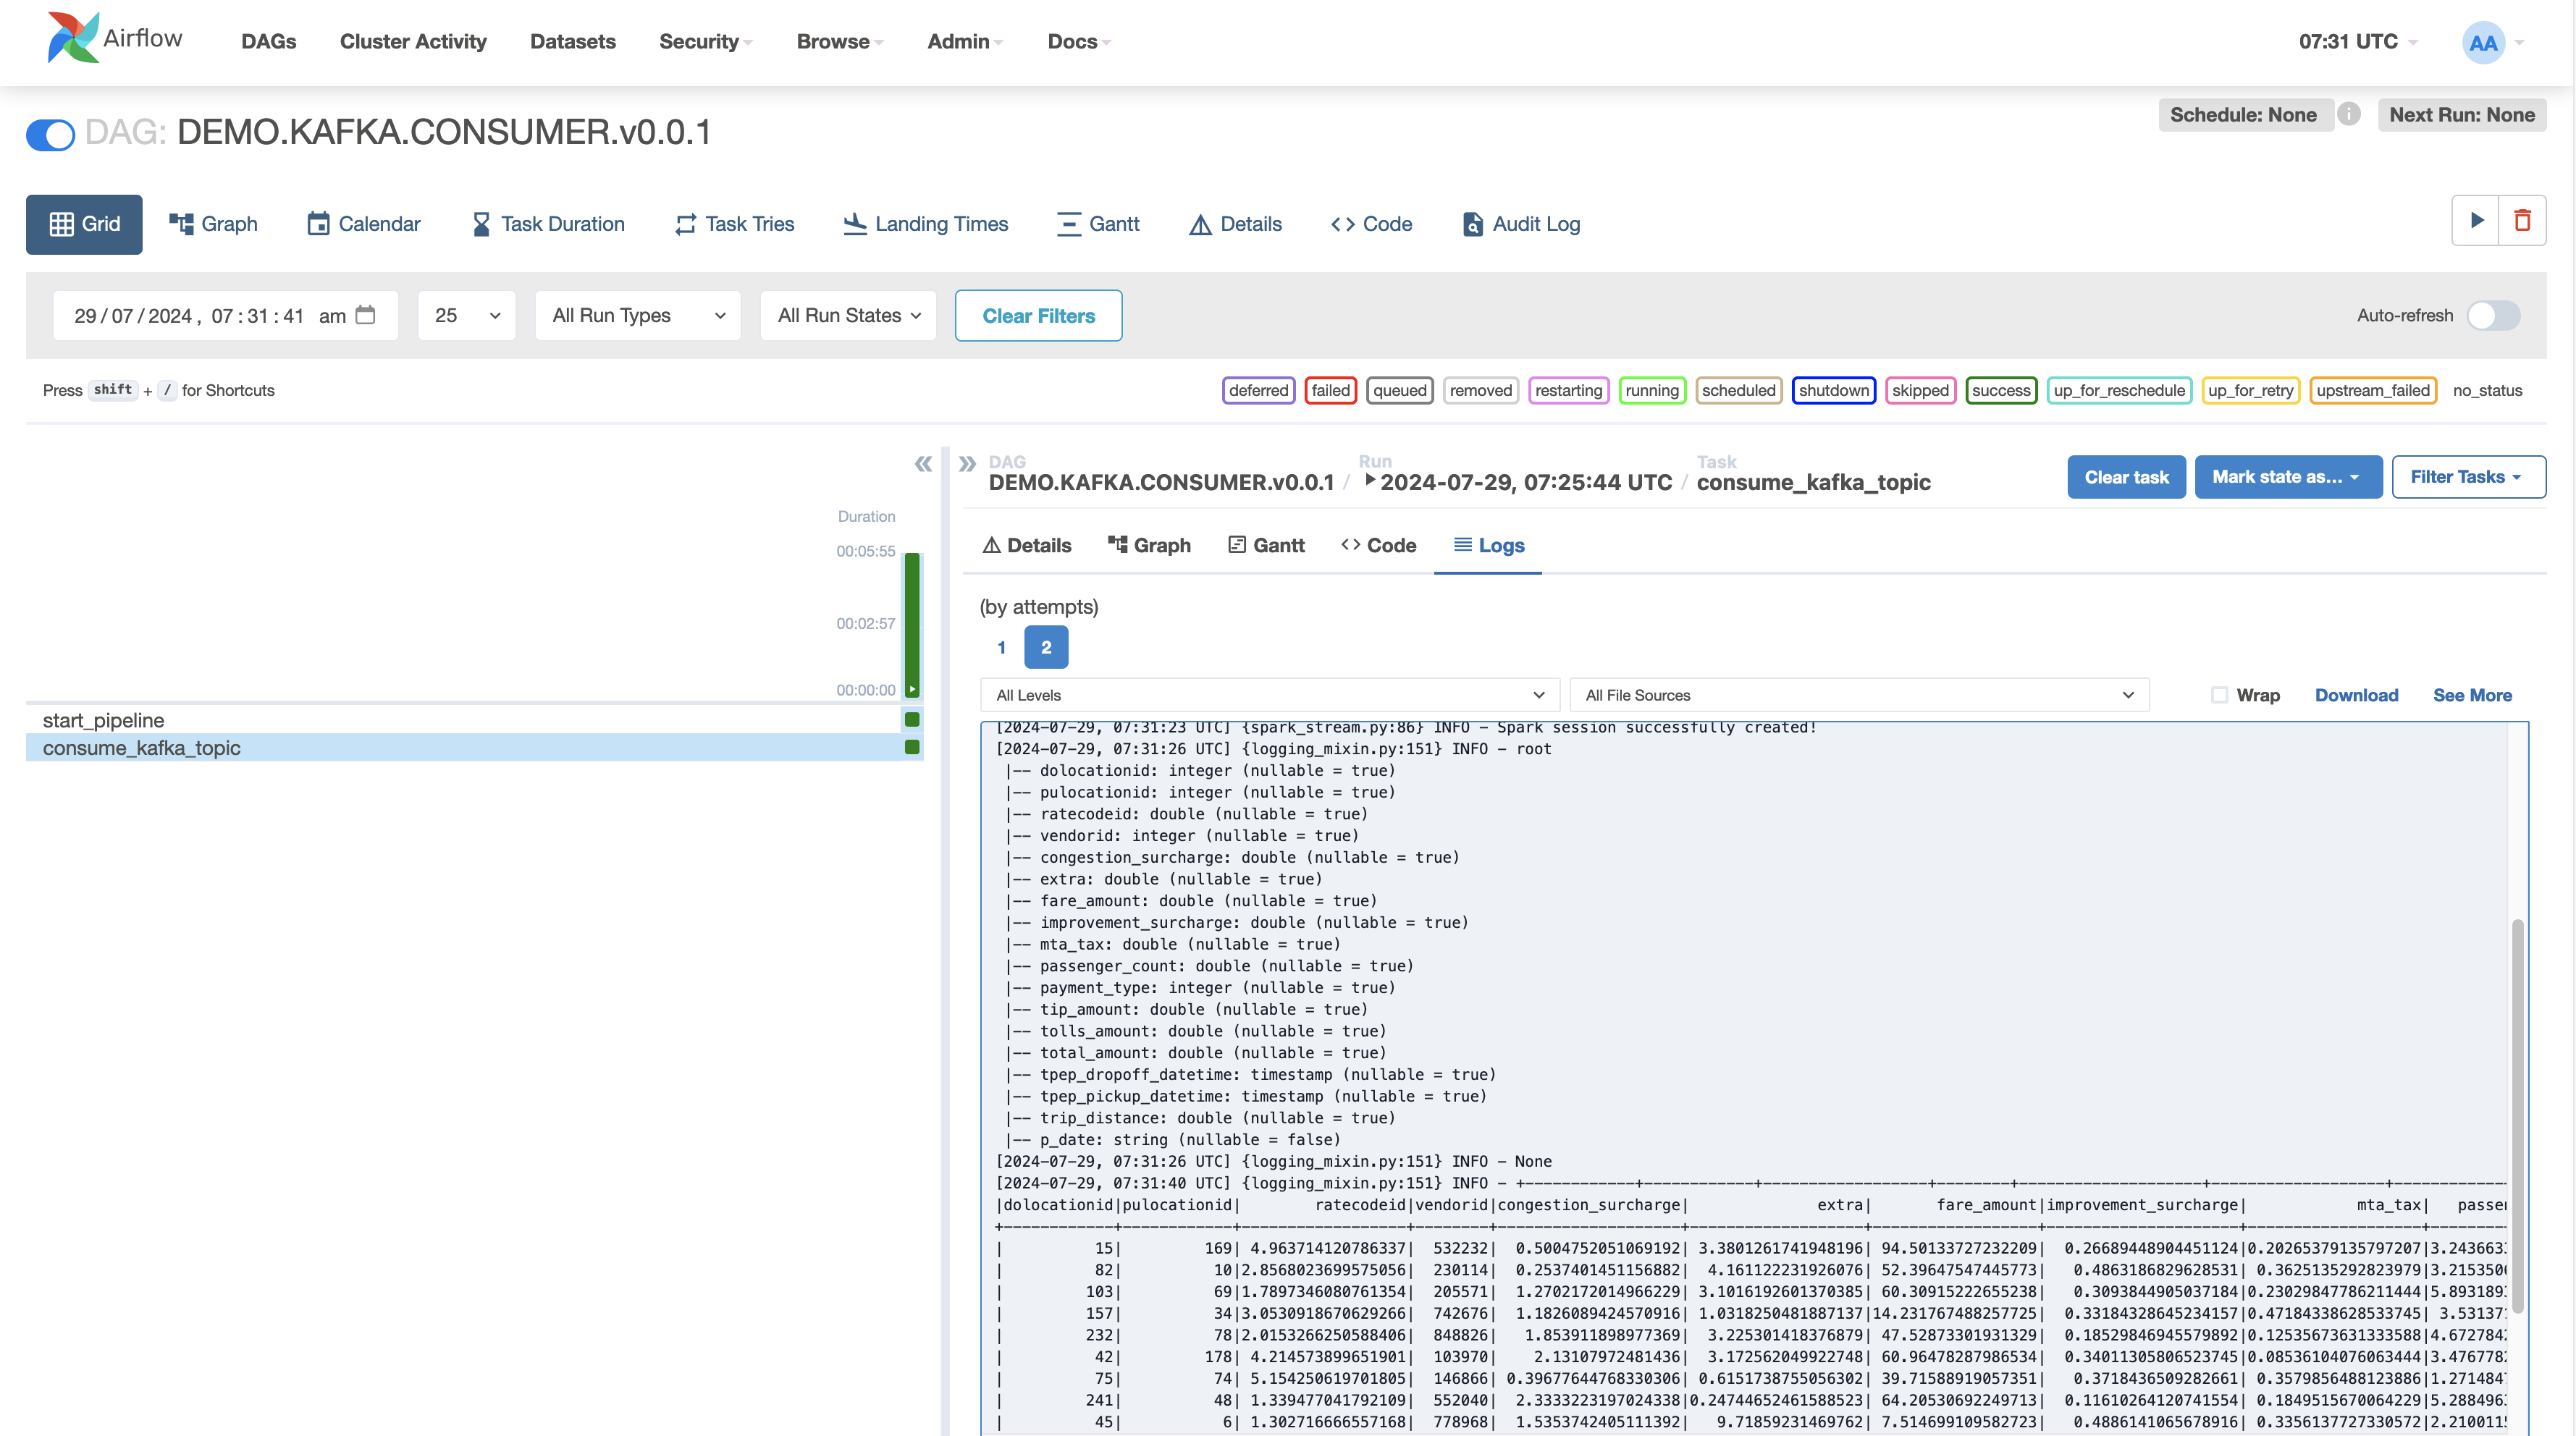 Airflow DAGs Cluster Activity Datasets Security Browse Admin Docs 07:31 UTC AA
DAG: DEMO.KAFKA.CONSUMER.v0.0.1
Schedule: None i Next Run: None
Grid Graph Calendar Task Duration Task Tries Landing Times Gantt Details Code Audit Log
29/07/2024, 07:31:41 am 25 All Run Types All Run States Clear Filters Auto-refresh
Press shift + / for Shortcuts deferred failed queued removed restarting running scheduled shutdown skipped success up_for_reschedule up_for_retry upstream_failed no_status
Duration
00:05:55
00:02:57
00:00:00
start_pipeline
consume_kafka_topic
DAG Run Task
DEMO.KAFKA.CONSUMER.v0.0.1 / 2024-07-29, 07:25:44 UTC / consume_kafka_topic
Clear task Mark state as... Filter Tasks
Details Graph Gantt Code Logs
(by attempts)
1 2
All Levels All File Sources Wrap Download See More
[2024-07-29, 07:31:23 UTC] {spark_stream.py:86} INFO - Spark session successfully created!
[2024-07-29, 07:31:26 UTC] {logging_mixin.py:151} INFO - root
|-- dolocationid: integer (nullable = true)
|-- pulocationid: integer (nullable = true)
|-- ratecodeid: double (nullable = true)
|-- vendorid: integer (nullable = true)
|-- congestion_surcharge: double (nullable = true)
|-- extra: double (nullable = true)
|-- fare_amount: double (nullable = true)
|-- improvement_surcharge: double (nullable = true)
|-- mta_tax: double (nullable = true)
|-- passenger_count: double (nullable = true)
|-- payment_type: integer (nullable = true)
|-- tip_amount: double (nullable = true)
|-- tolls_amount: double (nullable = true)
|-- total_amount: double (nullable = true)
|-- tpep_dropoff_datetime: timestamp (nullable = true)
|-- tpep_pickup_datetime: timestamp (nullable = true)
|-- trip_distance: double (nullable = true)
|-- p_date: string (nullable = false)
[2024-07-29, 07:31:26 UTC] {logging_mixin.py:151} INFO - None
[2024-07-29, 07:31:40 UTC] {logging_mixin.py:151} INFO - +------------+------------+------------------+--------+--------------------+-------------------+-------------
|dolocationid|pulocationid| ratecodeid|vendorid|congestion_surcharge| extra| fare_amount|improvement_surcharge| mta_tax| passe
+------------+------------+------------------+--------+--------------------+-------------------+------------------+---------------------+-------------------+--------
| 15| 169| 4.963714120786337| 532232| 0.5004752051069192| 3.3801261741948196| 94.50133727232209| 0.26689448904451124|0.20265379135797207|3.243663
| 82| 10|2.8568023699575056| 230114| 0.2537401451156882| 4.161122231926076| 52.39647547445773| 0.4863186829628531| 0.3625135292823979|3.215350
| 103| 69|1.7897346080761354| 205571| 1.2702172014966229| 3.1016192601370385| 60.30915222655238| 0.3093844905037184|0.23029847786211444|5.893189
| 157| 34|3.0530918670629266| 742676| 1.1826089424570916| 1.0318250481887137|14.231767488257725| 0.33184328645234157|0.47184338628533745| 3.53137
| 232| 78|2.0153266250588406| 848826| 1.853911898977369| 3.225301418376879| 47.52873301931329| 0.18529846945579892|0.12535673631333588|4.672784
| 42| 178| 4.214573899651901| 103970| 2.13107972481436| 3.172562049922748| 60.96478287986534| 0.34011305806523745|0.08536104076063444|3.476778
| 75| 74| 5.154250619701805| 146866| 0.39677644768330306| 0.6151738755056302| 39.71588919057351| 0.3718436509282661| 0.3579856488123886|1.271484
| 241| 48| 1.339477041792109| 552040| 2.3333223197024338|0.24744652461588523| 64.20530692249713| 0.11610264120741554| 0.1849515670064229|5.288496
| 45| 6| 1.302716666557168| 778968| 1.5353742405111392| 9.71859231469762| 7.514699109582723| 0.4886141065678916| 0.3356137727330572|2.210011